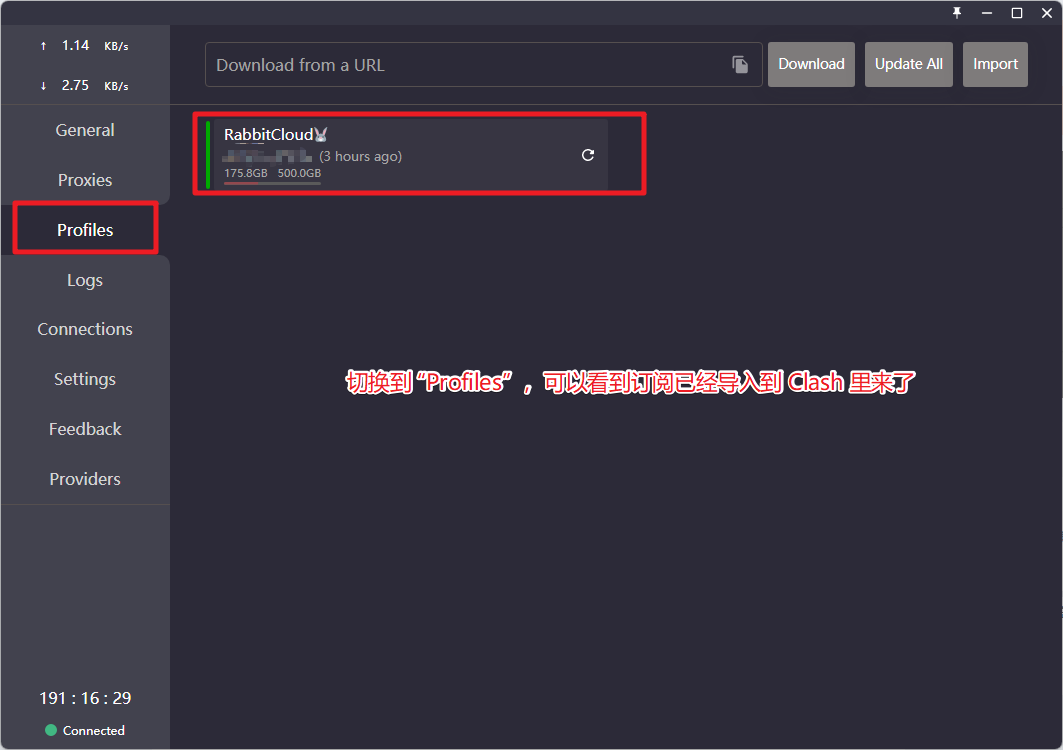 ↑ 1.14 KB/s
↓ 2.75 KB/s
General
Proxies
Profiles
Logs
Connections
Settings
Feedback
Providers
191 : 16 : 29
Connected
Download from a URL
Download
Update All
Import
RabbitCloud🐰
(3 hours ago)
175.8GB 500.0GB
切换到 “Profiles” ，可以看到订阅已经导入到 Clash 里来了